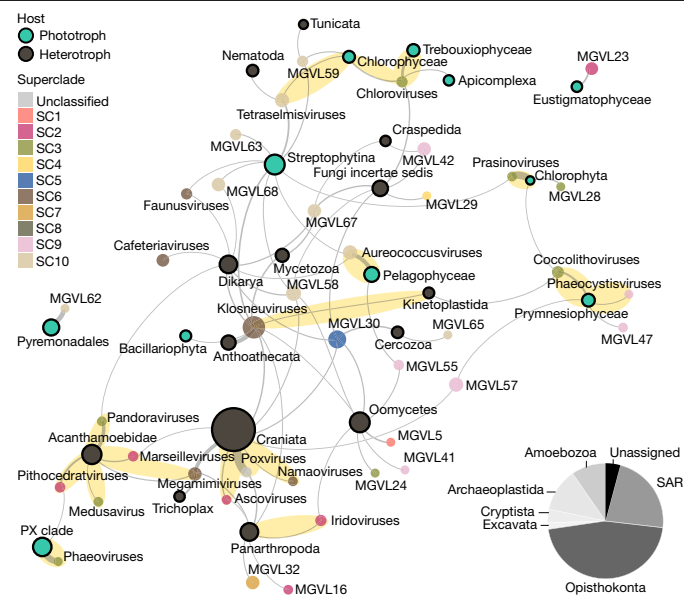 Host
Phototroph
Heterotroph
Superclade
Unclassified
SC1
SC2
SC3
SC4
SC5
SC6
SC7
SC8
SC9
SC10
Tunicata
Nematoda
MGVL59
Chlorophyceae
Trebouxiophyceae
Apicomplexa
Chloroviruses
Tetraselmisviruses
MGVL23
Eustigmatophyceae
MGVL63
Craspedida
MGVL42
Streptophytina
Fungi incertae sedis
Prasinoviruses
Chlorophyta
MGVL28
MGVL68
Faunusviruses
MGVL29
MGVL67
Cafeteriaviruses
Dikarya
Mycetozoa
Aureococcusviruses
Pelagophyceae
MGVL58
Coccolithoviruses
Phaeocystisviruses
Prymnesiophyceae
MGVL47
Kinetoplastida
Klosneuviruses
MGVL62
Pyremonadales
Bacillariophyta
Anthoathecata
MGVL30
Cercozoa
MGVL65
MGVL55
MGVL57
Pandoraviruses
Acanthamoebidae
Marseilleviruses
Pithocedratviruses
Medusavirus
Craniata
Poxviruses
Megamimiviruses
Namaoviruses
Trichoplax
Ascoviruses
Oomycetes
MGVL5
MGVL41
MGVL24
Iridoviruses
Panarthropoda
PX clade
Phaeoviruses
MGVL32
MGVL16
Amoebozoa
Unassigned
SAR
Archaeoplastida
Cryptista
Excavata
Opisthokonta